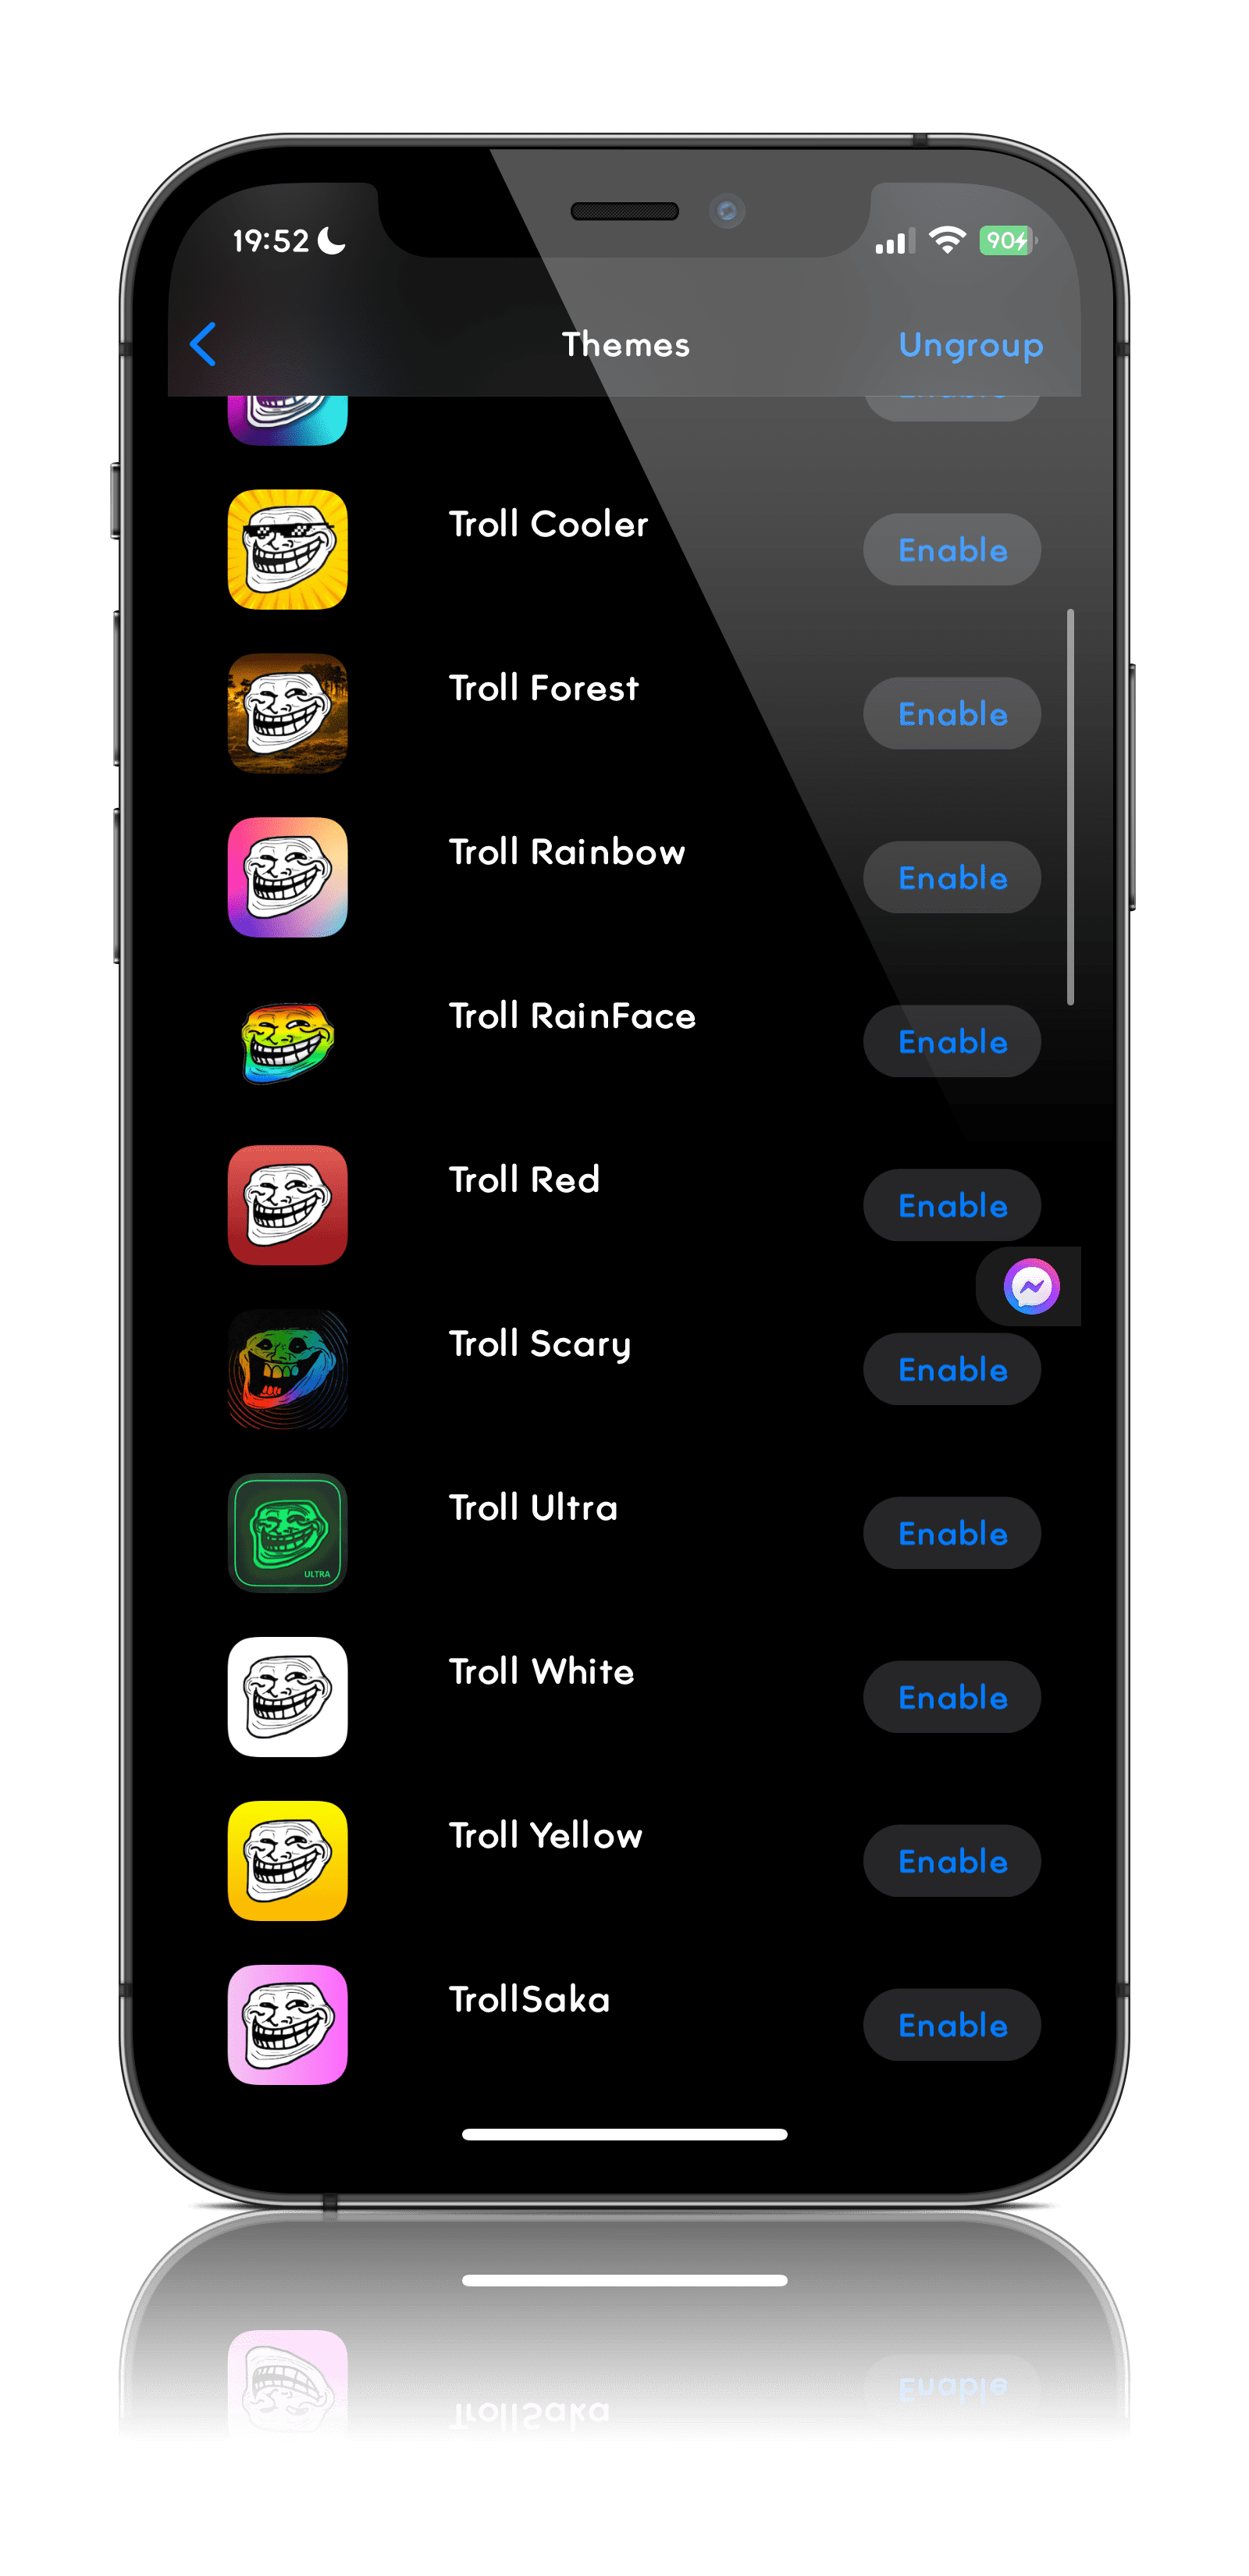 19:52
90
Themes
Ungroup
Troll Cooler
Enable
Troll Forest
Enable
Troll Rainbow
Enable
Troll RainFace
Enable
Troll Red
Enable
Troll Scary
Enable
Troll Ultra
Enable
ULTRA
Troll White
Enable
Troll Yellow
Enable
TrollSaka
Enable